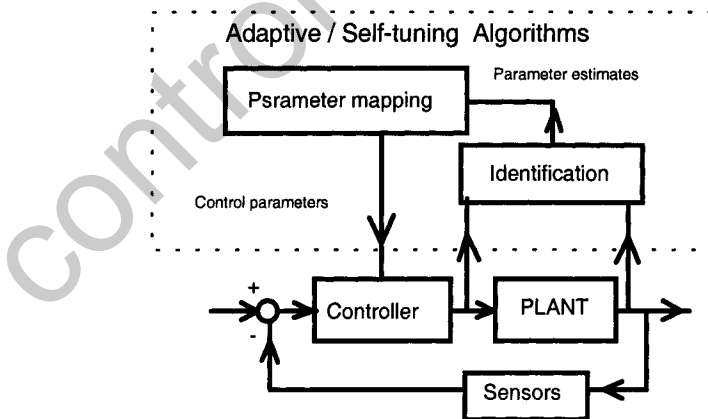 Adaptive / Self-tuning Algorithms
Parameter estimates
Psrameter mapping
Identification
Control parameters
+
Controller
PLANT
-
Sensors
control